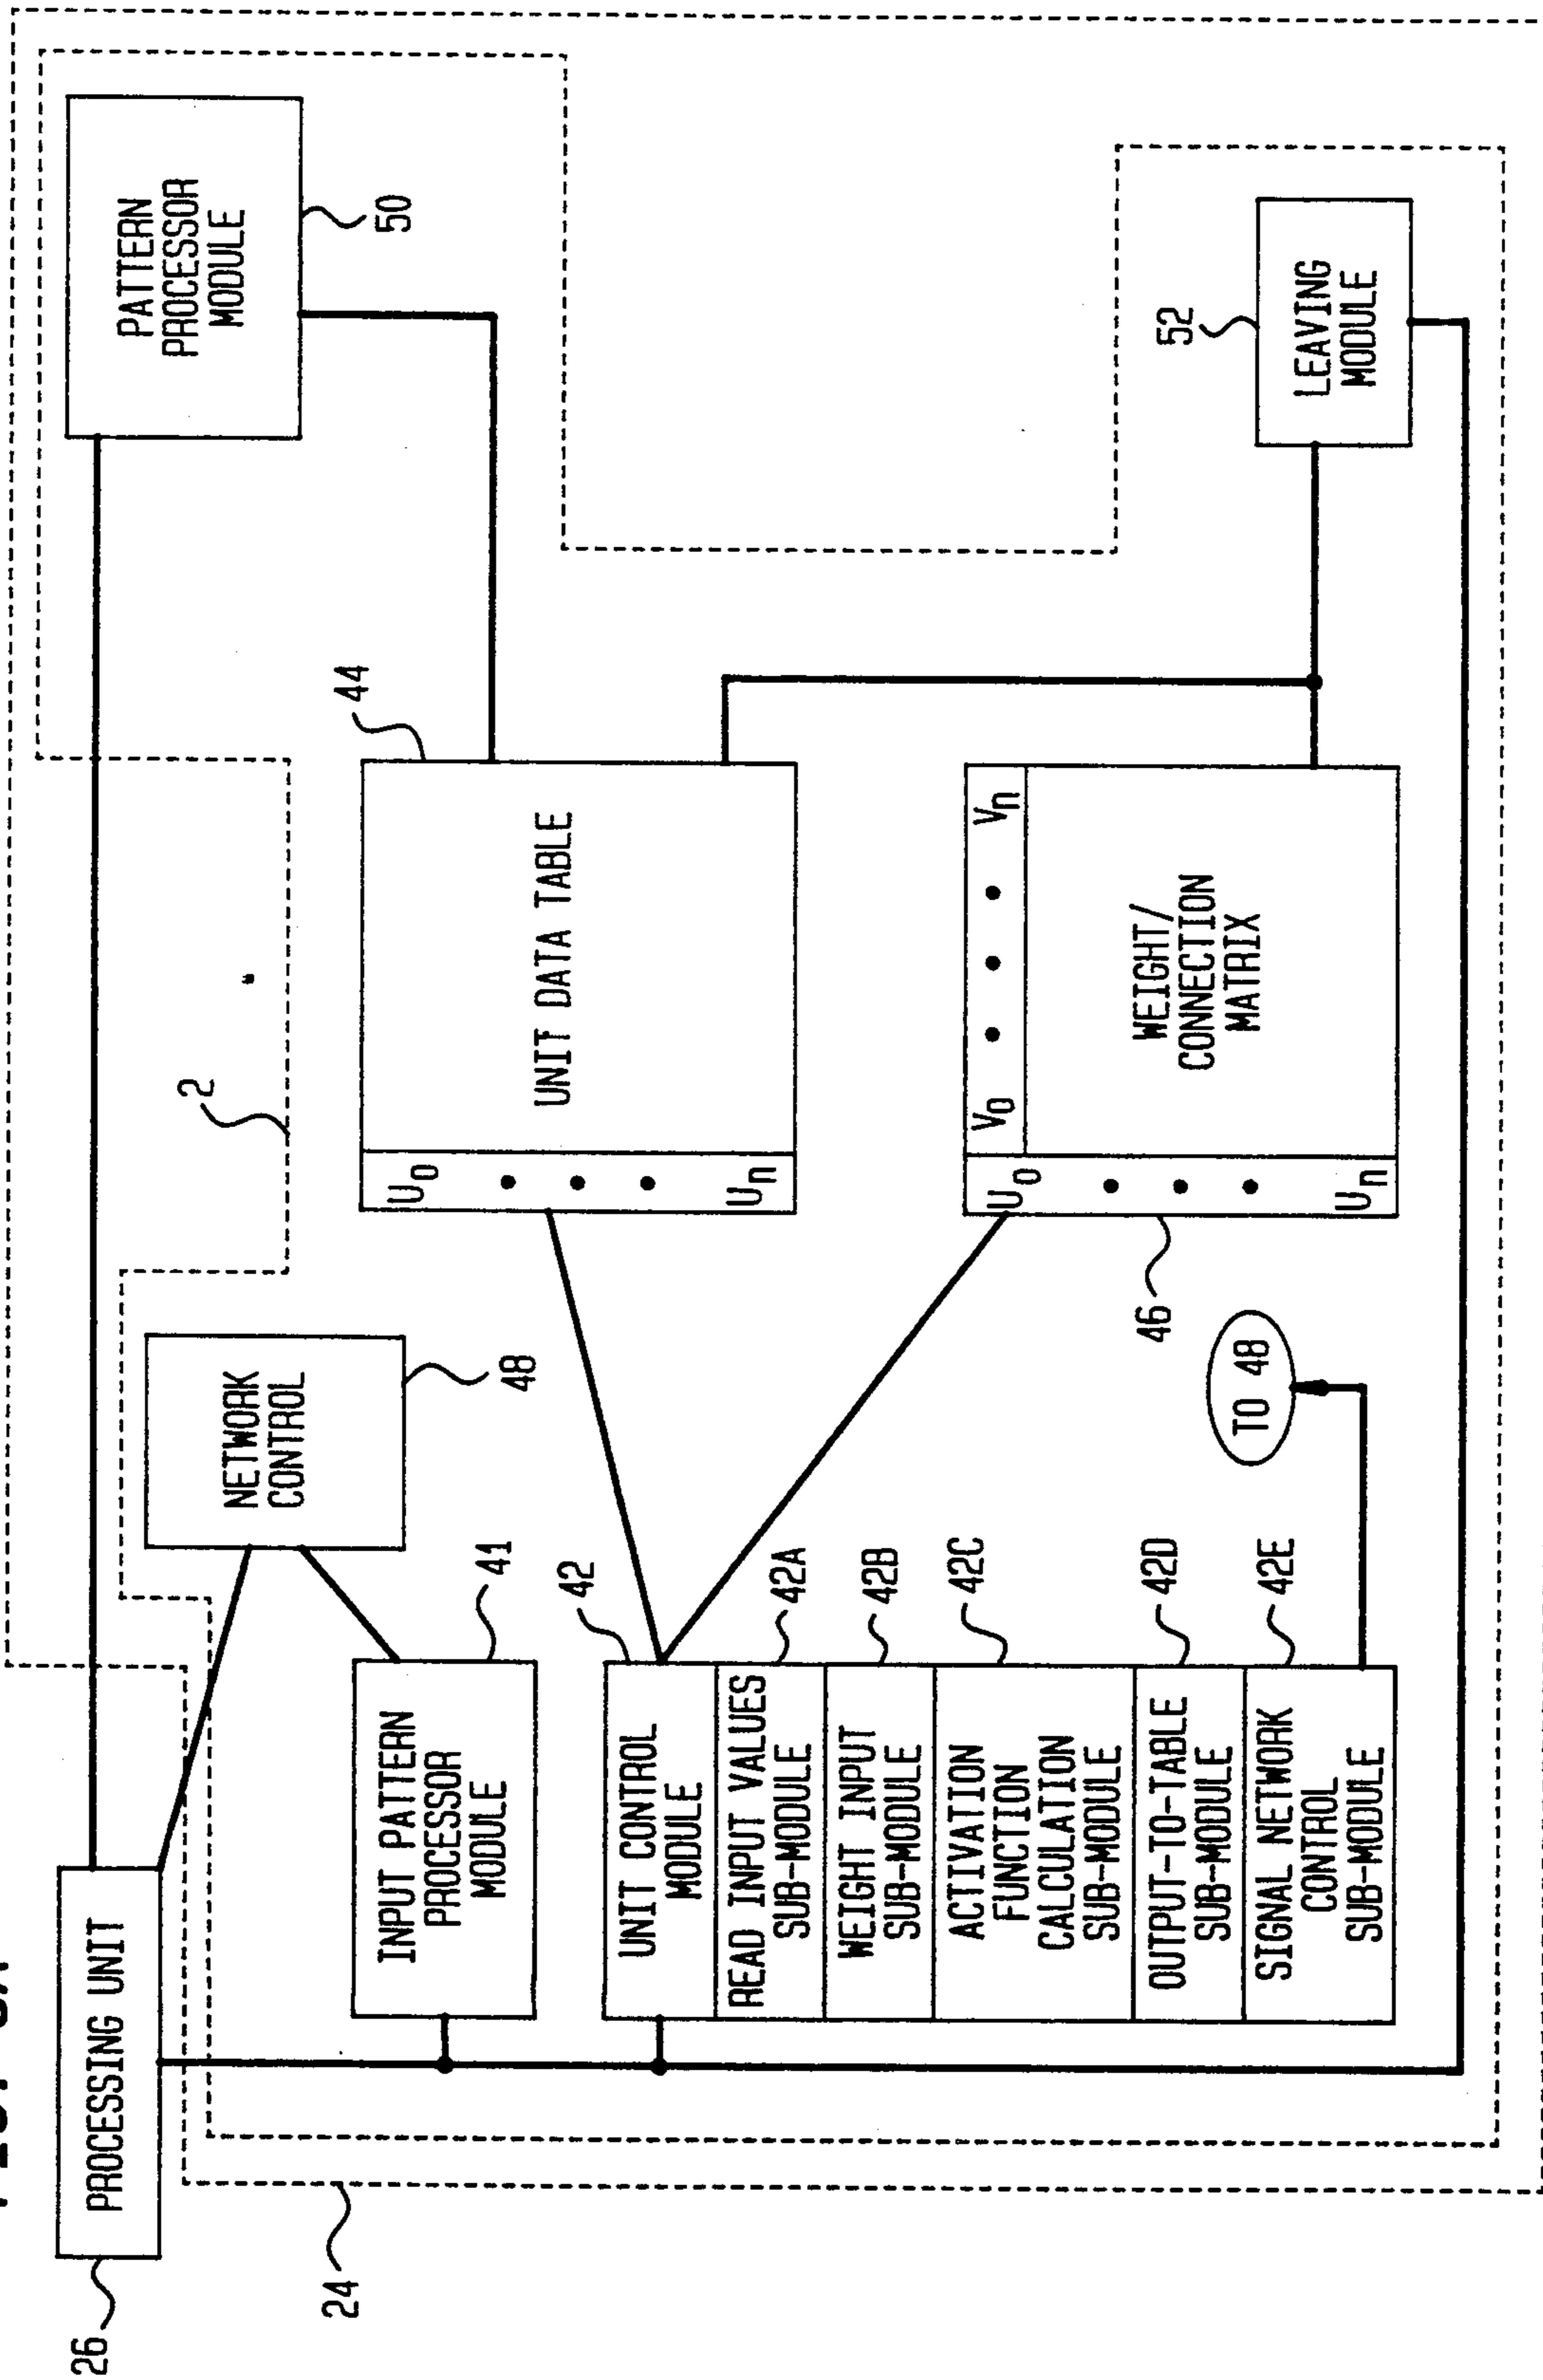 26
PROCESSING UNIT
24
NETWORK
CONTROL
48
2
PATTERN
PROCESSOR
MODULE
50
INPUT PATTERN
PROCESSOR
MODULE
41
44
U0
Un
UNIT DATA TABLE
42
UNIT CONTROL
MODULE
READ INPUT VALUES
SUB-MODULE
42A
WEIGHT INPUT
SUB-MODULE
42B
ACTIVATION
FUNCTION
CALCULATION
SUB-MODULE
42C
OUTPUT-TO-TABLE
SUB-MODULE
42D
SIGNAL NETWORK
CONTROL
SUB-MODULE
42E
TO 48
46
V0
Vn
U0
Un
WEIGHT/
CONNECTION
MATRIX
52
LEAVING
MODULE